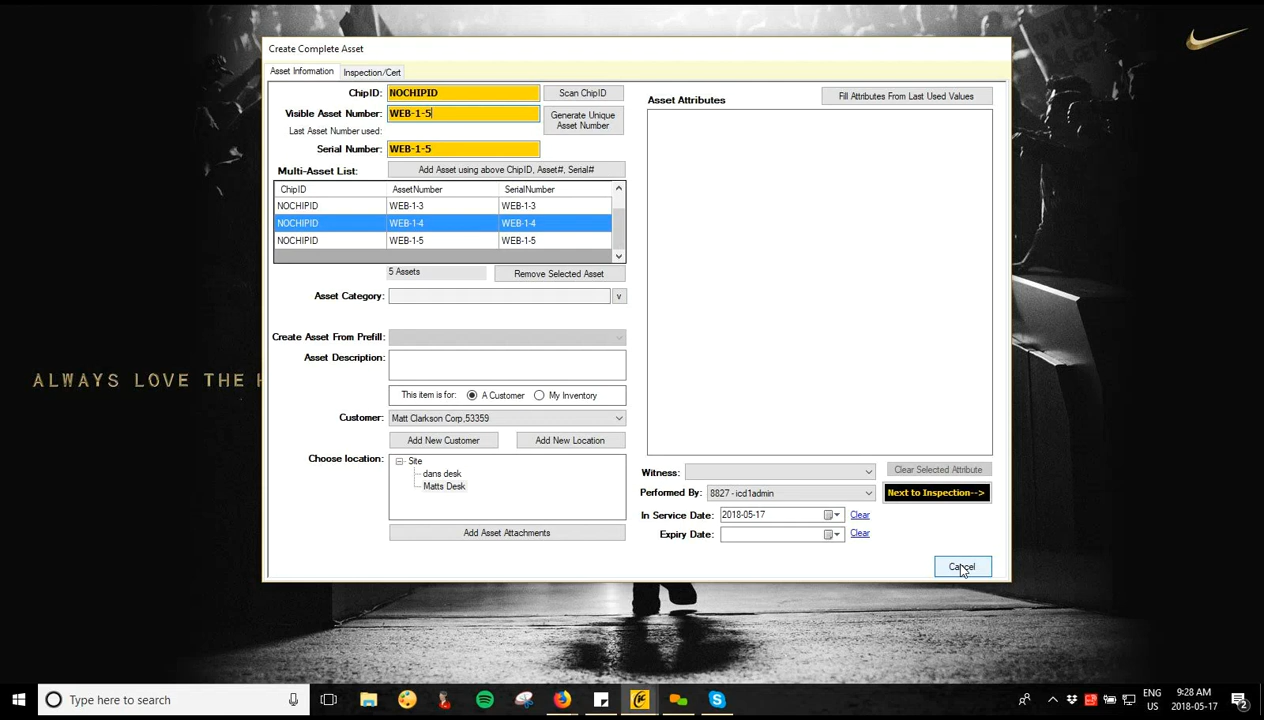 Create Complete Asset
Asset Information
Inspection/Cert
ChipID: NOCHIPID
Scan ChipID
Visible Asset Number: WEB-1-5
Generate Unique
Asset Number
Last Asset Number used:
Serial Number: WEB-1-5
Multi-Asset List:
Add Asset using above ChipID, Asset#, Serial#
ChipID AssetNumber SerialNumber
NOCHIPID WEB-1-3 WEB-1-3
NOCHIPID WEB-1-4 WEB-1-4
NOCHIPID WEB-1-5 WEB-1-5
5 Assets
Remove Selected Asset
Asset Category:
v
Create Asset From Prefill:
Asset Description:
This item is for: A Customer My Inventory
Customer: Matt Clarkson Corp,53359
Add New Customer
Add New Location
Choose location:
Site
dans desk
Matts Desk
Add Asset Attachments
Asset Attributes
Fill Attributes From Last Used Values
Witness:
Clear Selected Attribute
Performed By: 8827 - icd1admin
Next to Inspection-->
In Service Date: 2018-05-17 Clear
Expiry Date: Clear
Cancel
ALWAYS LOVE THE
Type here to search
ENG
US
9:28 AM
2018-05-17
2